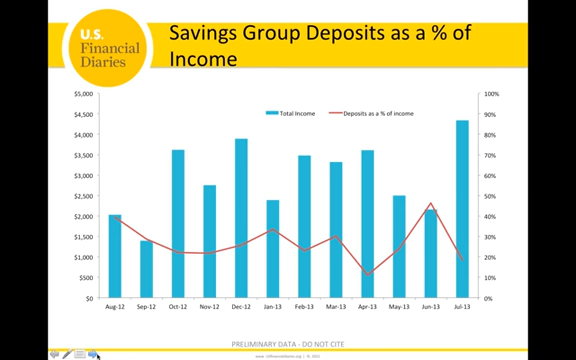 U.S.
Financial
Diaries
Savings Group Deposits as a % of
Income
Total Income
Deposits as a % of income
$5,000
$4,500
$4,000
$3,500
$3,000
$2,500
$2,000
$1,500
$1,000
$500
$0
100%
90%
80%
70%
60%
50%
40%
30%
20%
10%
0%
Aug-12 Sep-12 Oct-12 Nov-12 Dec-12 Jan-13 Feb-13 Mar-13 Apr-13 May-13 Jun-13 Jul-13
PRELIMINARY DATA - DO NOT CITE